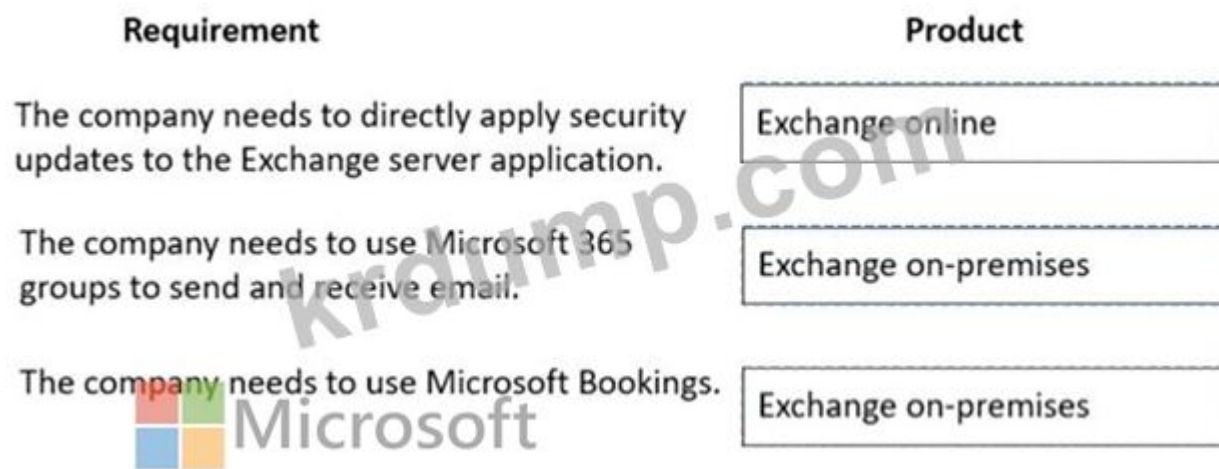 Requirement Product
The company needs to directly apply security
updates to the Exchange server application.
Exchange online
The company needs to use Microsoft 365
groups to send and receive email.
Exchange on-premises
The company needs to use Microsoft Bookings.
Exchange on-premises
krdump.com
Microsoft